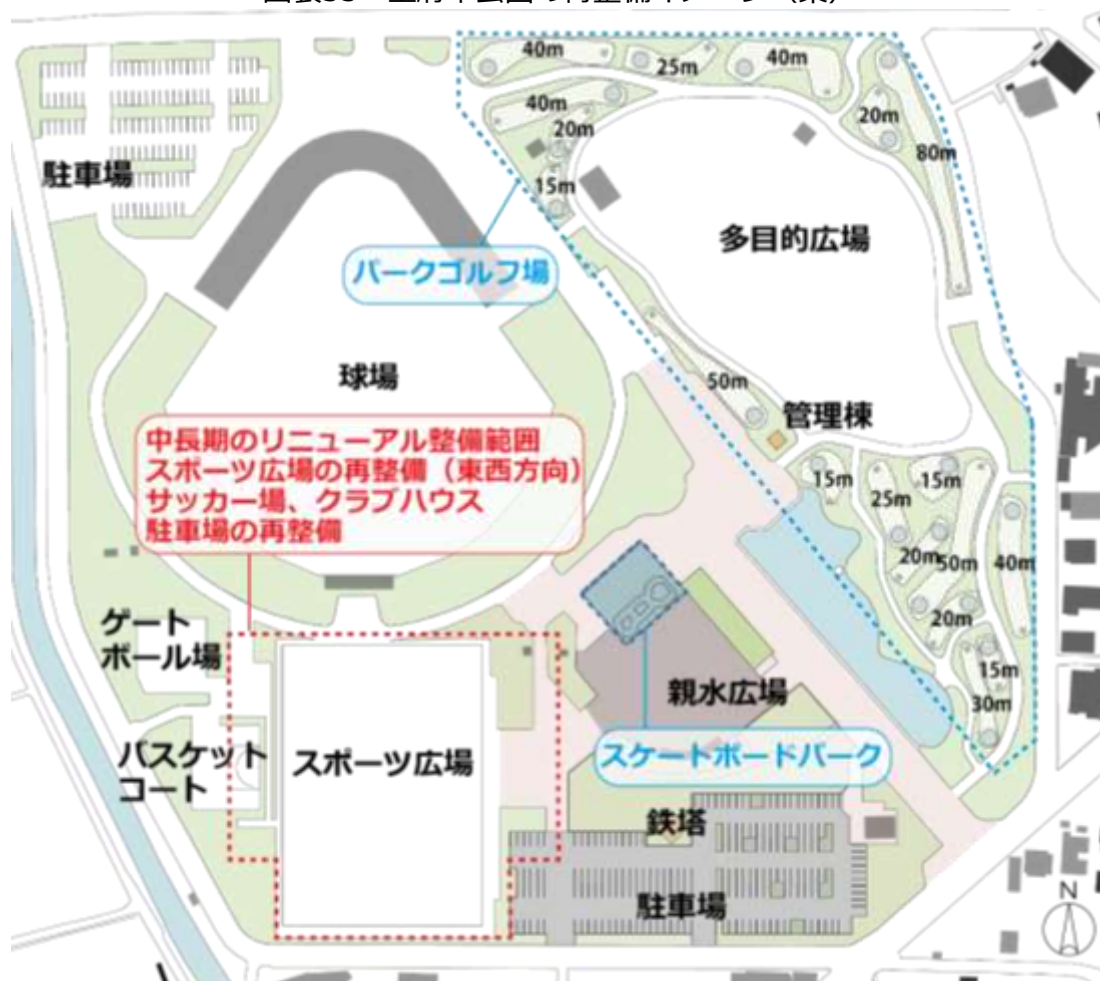 40m
25m
40m
40m
20m
20m
80m
15m
駐車場
多目的広場
パークゴルフ場
球場
50m
管理棟
中長期のリニューアル整備範囲
スポーツ広場の再整備（東西方向）
サッカー場、クラブハウス
駐車場の再整備
15m
25m
15m
20m
50m
40m
20m
ゲート
ボール場
15m
30m
親水広場
バスケット
コート
スポーツ広場
スケートボードパーク
鉄塔
駐車場
N